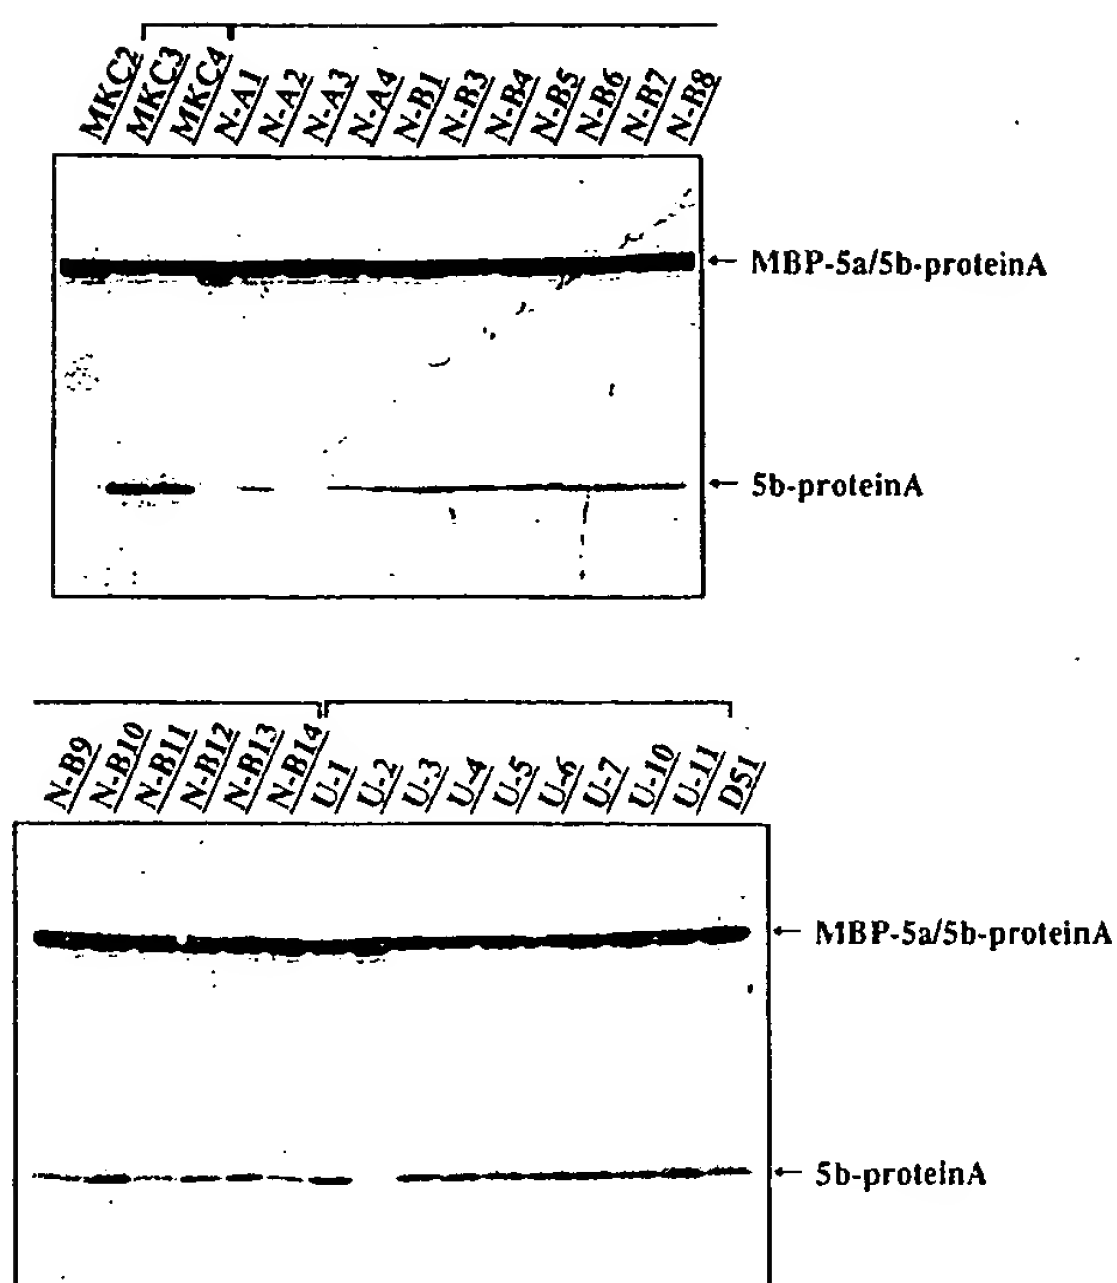 MKC2 MKC3 MKC4 N-A1 N-A2 N-A3 N-A4 N-B1 N-B3 N-B4 N-B5 N-B6 N-B7 N-B8
MBP-5a/5b-proteinA
5b-proteinA
N-B9 N-B10 N-B11 N-B12 N-B13 N-B14 U-1 U-2 U-3 U-4 U-5 U-6 U-7 U-10 U-11 D51
MBP-5a/5b-proteinA
5b-proteinA